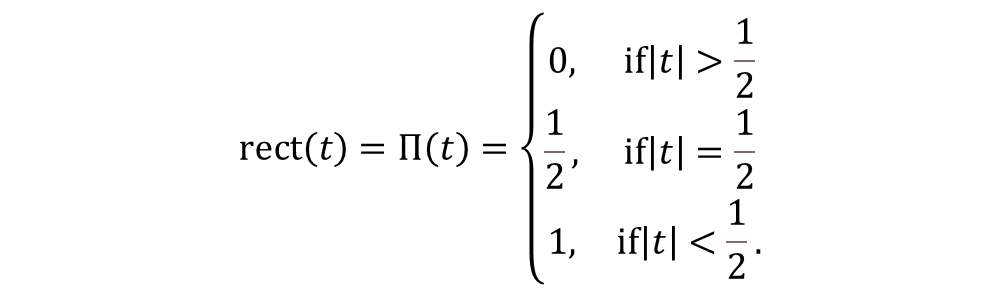 0, if|t| > 1/2
rect(t) = Π(t) = { 1/2, if|t| = 1/2
1, if|t| < 1/2.